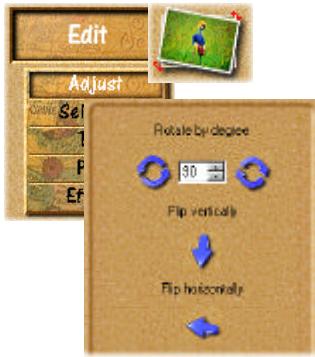 Edit
Adjust
Rotate by degree
90
Flip vertically
Flip horizontally